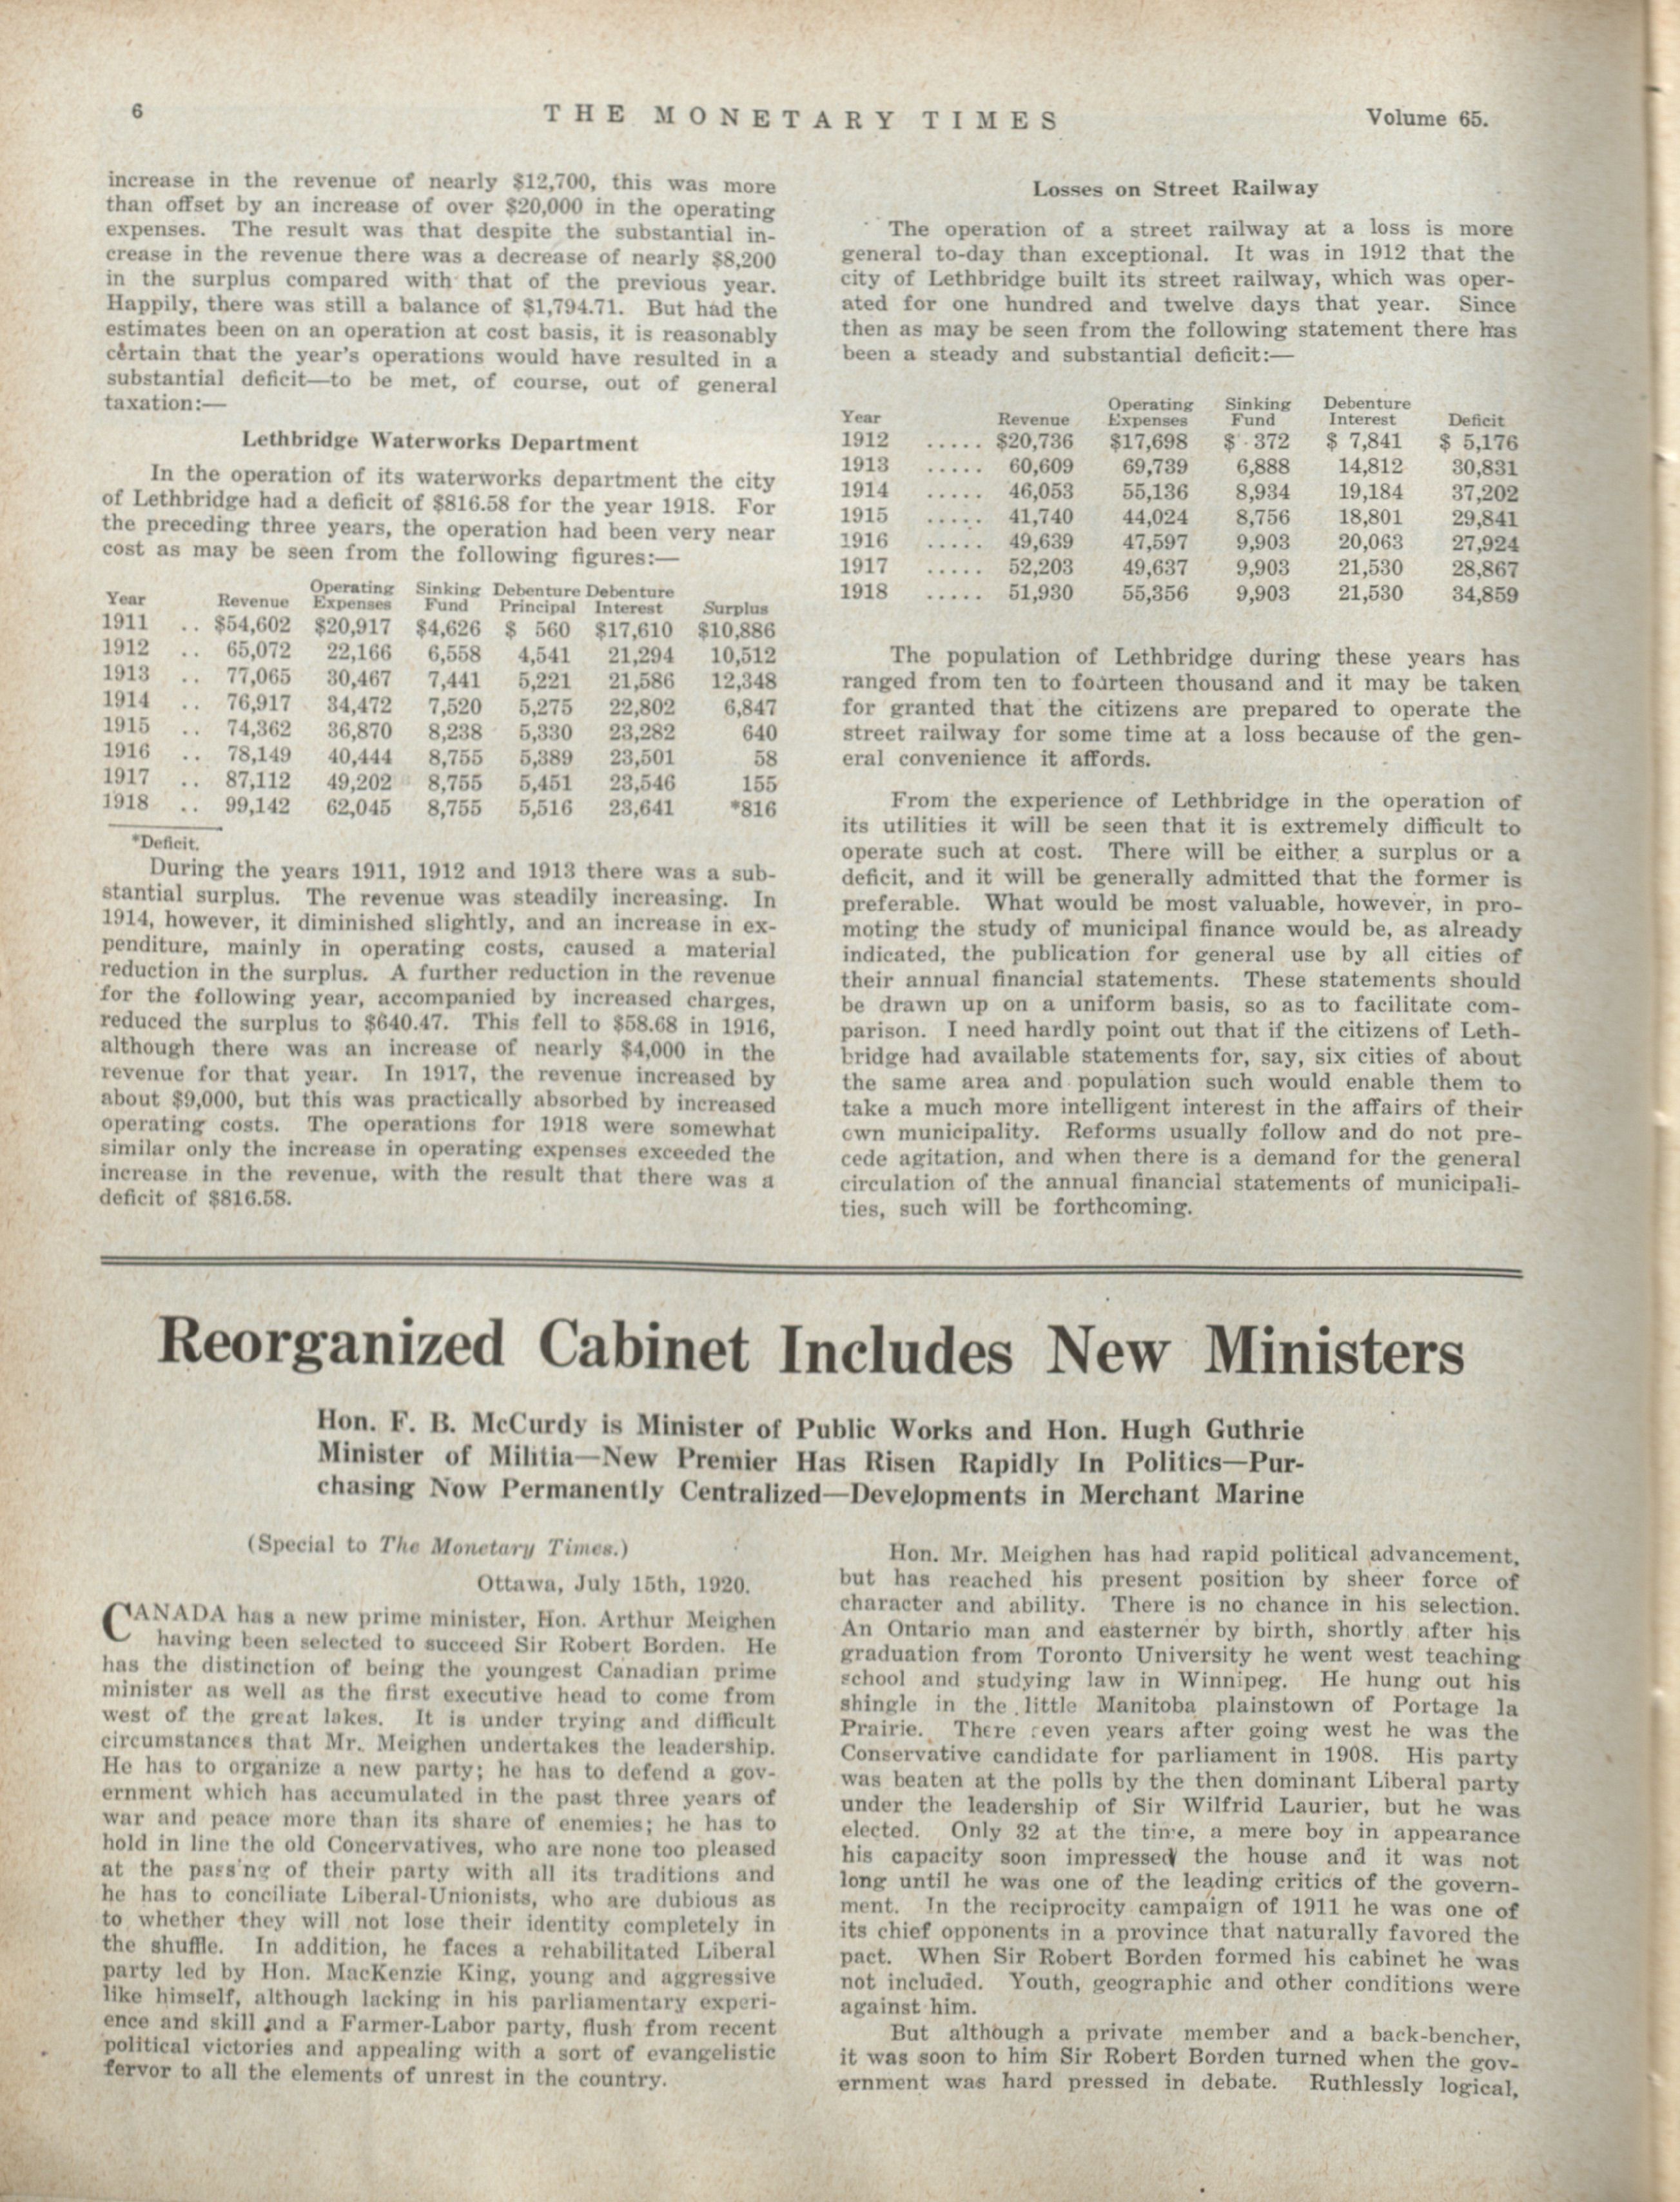 6
THE MONETARY TIMES
Volume 65.
increase in the revenue of nearly $12,700, this was more
than offset by an increase of over $20,000 in the operating
expenses. The result was that despite the substantial in-
crease in the revenue there was a decrease of nearly $8,200
in the surplus compared with that of the previous year.
Happily, there was still a balance of $1,794.71. But had the
estimates been on an operation at cost basis, it is reasonably
certain that the year's operations would have resulted in a
substantial deficit—to be met, of course, out of general
taxation:—
Lethbridge Waterworks Department
In the operation of its waterworks department the city
of Lethbridge had a deficit of $816.58 for the year 1918. For
the preceding three years, the operation had been very near
cost as may be seen from the following figures:—
Operating Sinking Debenture Debenture
Year Revenue Expenses Fund Principal Interest Surplus
1911 .. $54,602 $20,917 $4,626 $ 560 $17,610 $10,886
1912 .. 65,072 22,166 6,558 4,541 21,294 10,512
1913 .. 77,065 30,467 7,441 5,221 21,586 12,348
1914 .. 76,917 34,472 7,520 5,275 22,802 6,847
1915 .. 74,362 36,870 8,238 5,330 23,282 640
1916 .. 78,149 40,444 8,755 5,389 23,501 58
1917 .. 87,112 49,202 8,755 5,451 23,546 155
1918 .. 99,142 62,045 8,755 5,516 23,641 *816
*Deficit.
During the years 1911, 1912 and 1913 there was a sub-
stantial surplus. The revenue was steadily increasing. In
1914, however, it diminished slightly, and an increase in ex-
penditure, mainly in operating costs, caused a material
reduction in the surplus. A further reduction in the revenue
for the following year, accompanied by increased charges,
reduced the surplus to $640.47. This fell to $58.68 in 1916,
although there was an increase of nearly $4,000 in the
revenue for that year. In 1917, the revenue increased by
about $9,000, but this was practically absorbed by increased
operating costs. The operations for 1918 were somewhat
similar only the increase in operating expenses exceeded the
increase in the revenue, with the result that there was a
deficit of $816.58.
Losses on Street Railway
The operation of a street railway at a loss is more
general to-day than exceptional. It was in 1912 that the
city of Lethbridge built its street railway, which was oper-
ated for one hundred and twelve days that year. Since
then as may be seen from the following statement there has
been a steady and substantial deficit:—
Operating Sinking Debenture
Year Revenue Expenses Fund Interest Deficit
1912 ..... $20,736 $17,698 $ 372 $ 7,841 $ 5,176
1913 ..... 60,609 69,739 6,888 14,812 30,831
1914 ..... 46,053 55,136 8,934 19,184 37,202
1915 ..... 41,740 44,024 8,756 18,801 29,841
1916 ..... 49,639 47,597 9,903 20,063 27,924
1917 ..... 52,203 49,637 9,903 21,530 28,867
1918 ..... 51,930 55,356 9,903 21,530 34,859
The population of Lethbridge during these years has
ranged from ten to fourteen thousand and it may be taken
for granted that the citizens are prepared to operate the
street railway for some time at a loss because of the gen-
eral convenience it affords.
From the experience of Lethbridge in the operation of
its utilities it will be seen that it is extremely difficult to
operate such at cost. There will be either a surplus or a
deficit, and it will be generally admitted that the former is
preferable. What would be most valuable, however, in pro-
moting the study of municipal finance would be, as already
indicated, the publication for general use by all cities of
their annual financial statements. These statements should
be drawn up on a uniform basis, so as to facilitate com-
parison. I need hardly point out that if the citizens of Leth-
bridge had available statements for, say, six cities of about
the same area and population such would enable them to
take a much more intelligent interest in the affairs of their
own municipality. Reforms usually follow and do not pre-
cede agitation, and when there is a demand for the general
circulation of the annual financial statements of municipali-
ties, such will be forthcoming.
Reorganized Cabinet Includes New Ministers
Hon. F. B. McCurdy is Minister of Public Works and Hon. Hugh Guthrie
Minister of Militia—New Premier Has Risen Rapidly In Politics—Pur-
chasing Now Permanently Centralized—Developments in Merchant Marine
(Special to The Monetary Times.)
Ottawa, July 15th, 1920.
CANADA has a new prime minister, Hon. Arthur Meighen
having been selected to succeed Sir Robert Borden. He
has the distinction of being the youngest Canadian prime
minister as well as the first executive head to come from
west of the great lakes. It is under trying and difficult
circumstances that Mr. Meighen undertakes the leadership.
He has to organize a new party; he has to defend a gov-
ernment which has accumulated in the past three years of
war and peace more than its share of enemies; he has to
hold in line the old Concervatives, who are none too pleased
at the pass'ng of their party with all its traditions and
he has to conciliate Liberal-Unionists, who are dubious as
to whether they will not lose their identity completely in
the shuffle. In addition, he faces a rehabilitated Liberal
party led by Hon. MacKenzie King, young and aggressive
like himself, although lacking in his parliamentary experi-
ence and skill and a Farmer-Labor party, flush from recent
political victories and appealing with a sort of evangelistic
fervor to all the elements of unrest in the country.
Hon. Mr. Meighen has had rapid political advancement,
but has reached his present position by sheer force of
character and ability. There is no chance in his selection.
An Ontario man and easterner by birth, shortly after his
graduation from Toronto University he went west teaching
school and studying law in Winnipeg. He hung out his
shingle in the little Manitoba plainstown of Portage la
Prairie. There seven years after going west he was the
Conservative candidate for parliament in 1908. His party
was beaten at the polls by the then dominant Liberal party
under the leadership of Sir Wilfrid Laurier, but he was
elected. Only 32 at the time, a mere boy in appearance
his capacity soon impressed the house and it was not
long until he was one of the leading critics of the govern-
ment. In the reciprocity campaign of 1911 he was one of
its chief opponents in a province that naturally favored the
pact. When Sir Robert Borden formed his cabinet he was
not included. Youth, geographic and other conditions were
against him.
But although a private member and a back-bencher,
it was soon to him Sir Robert Borden turned when the gov-
ernment was hard pressed in debate. Ruthlessly logical,